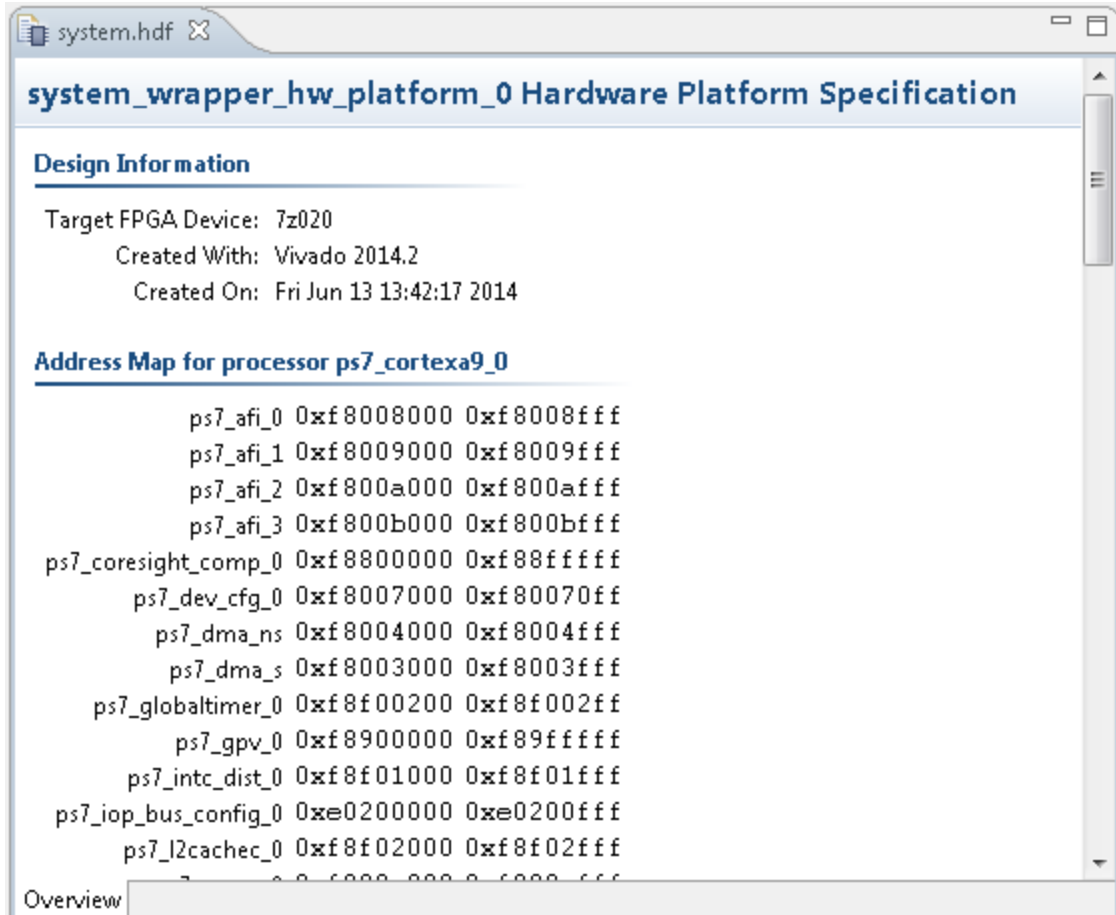 system.hdf
system_wrapper_hw_platform_0 Hardware Platform Specification
Design Information
Target FPGA Device: 7z020
Created With: Vivado 2014.2
Created On: Fri Jun 13 13:42:17 2014
Address Map for processor ps7_cortexa9_0
ps7_afi_0 0xf8008000 0xf8008fff
ps7_afi_1 0xf8009000 0xf8009fff
ps7_afi_2 0xf800a000 0xf800afff
ps7_afi_3 0xf800b000 0xf800bfff
ps7_coresight_comp_0 0xf8800000 0xf88fffff
ps7_dev_cfg_0 0xf8007000 0xf80070ff
ps7_dma_ns 0xf8004000 0xf8004fff
ps7_dma_s 0xf8003000 0xf8003fff
ps7_globaltimer_0 0xf8f00200 0xf8f002ff
ps7_gpv_0 0xf8900000 0xf89fffff
ps7_intc_dist_0 0xf8f01000 0xf8f01fff
ps7_iop_bus_config_0 0xe0200000 0xe0200fff
ps7_l2cachec_0 0xf8f02000 0xf8f02fff
Overview